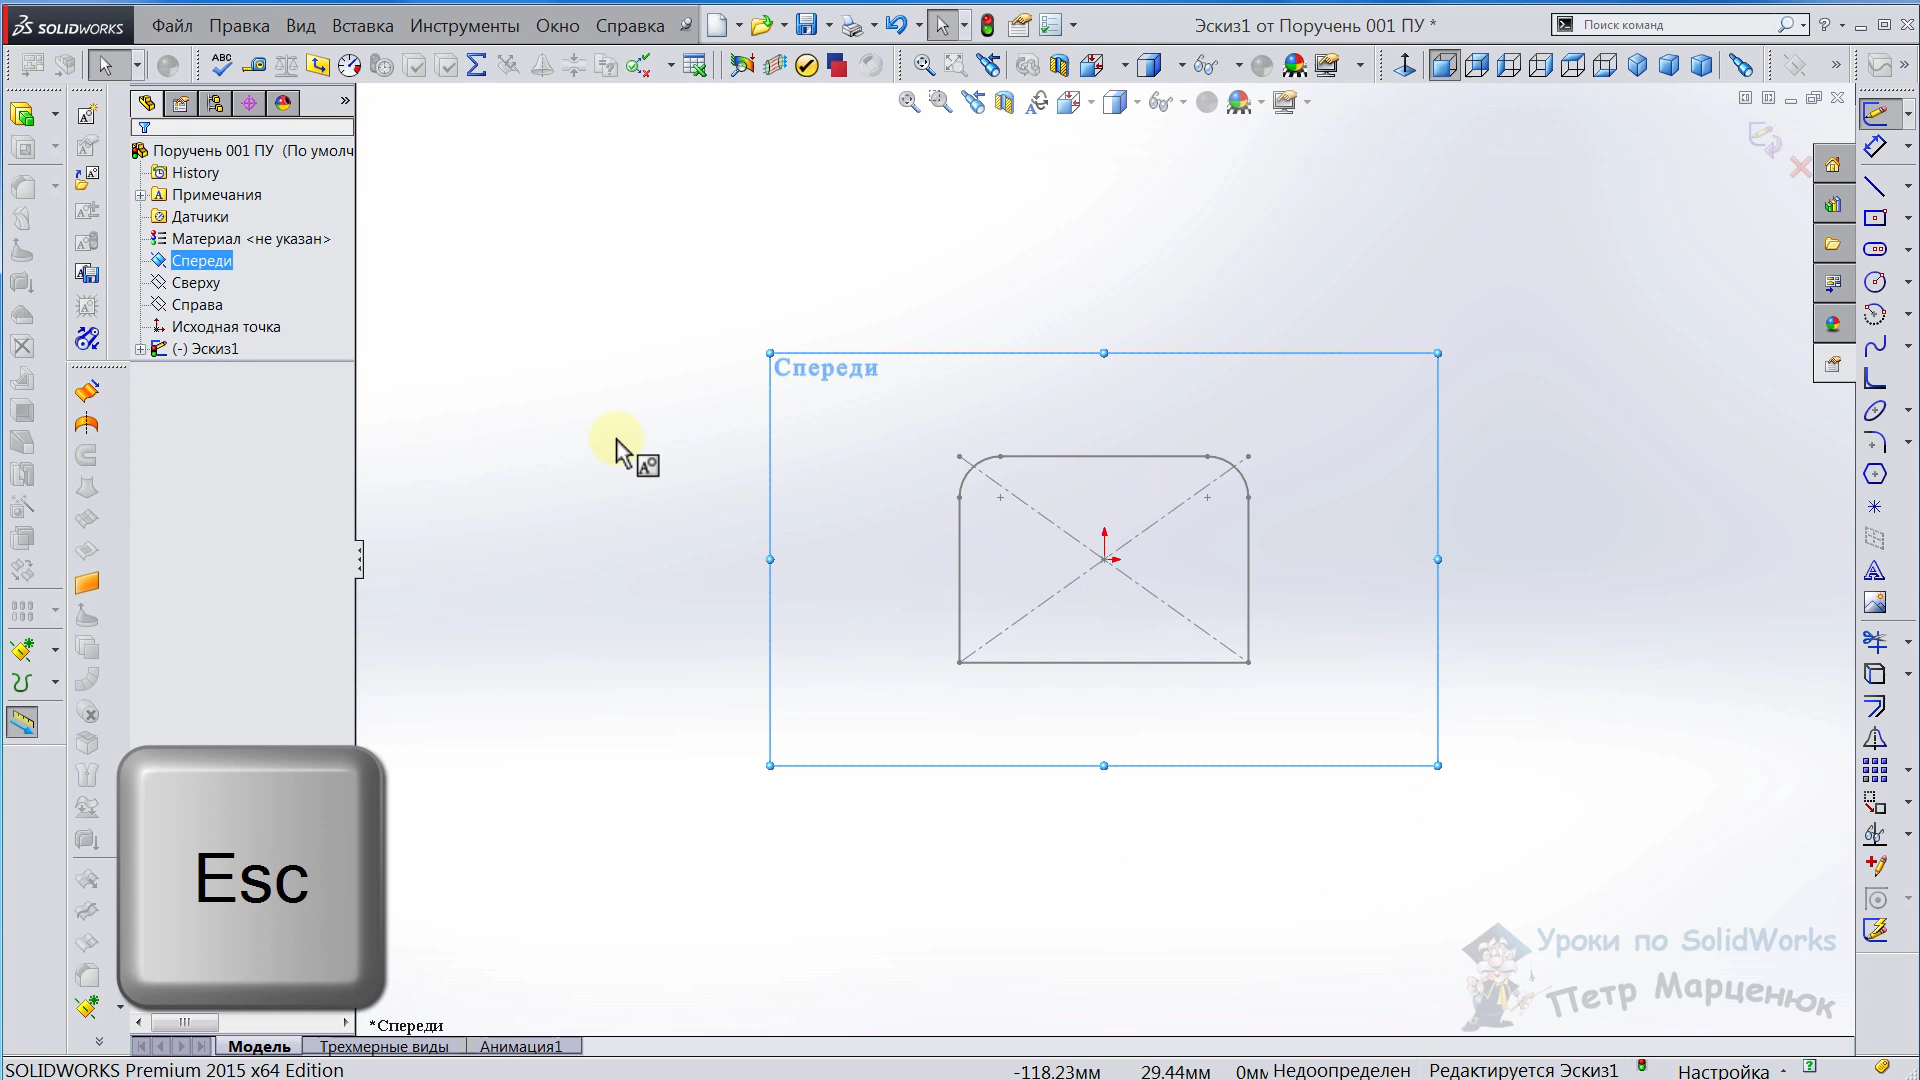 SOLIDWORKS
Файл Правка Вид Вставка Инструменты Окно Справка
Эскиз1 от Поручень 001 ПУ *
Поиск команд
Поручень 001 ПУ (По умолч
History
Примечания
Датчики
Материал <не указан>
Спереди
Сверху
Справа
Исходная точка
(-) Эскиз1
Спереди
Esc
Уроки по SolidWorks
Петр Марценюк
*Спереди
Модель Трехмерные виды Анимация1
SOLIDWORKS Premium 2015 x64 Edition
-118.23мм 29.44мм 0мм Недоопределен Редактируется Эскиз1 Настройка